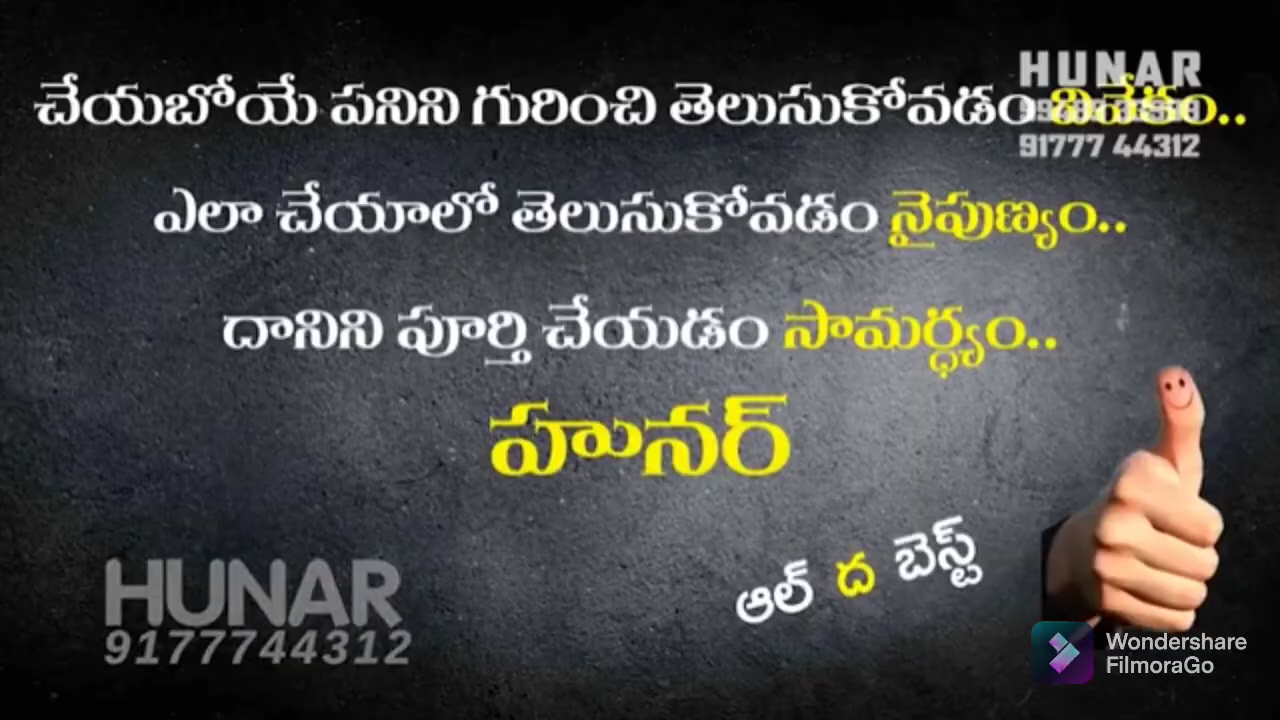 HUNAR
చేయబోయే పనిని గురించి తెలుసుకోవడం వివేకం..
91777 44312
ఎలా చేయాలో తెలుసుకోవడం నైపుణ్యం..
దానిని పూర్తి చేయడం సామర్ధ్యం..
హునర్
ఆల్ ద బెస్ట్
HUNAR
9177744312
Wondershare
FilmoraGo